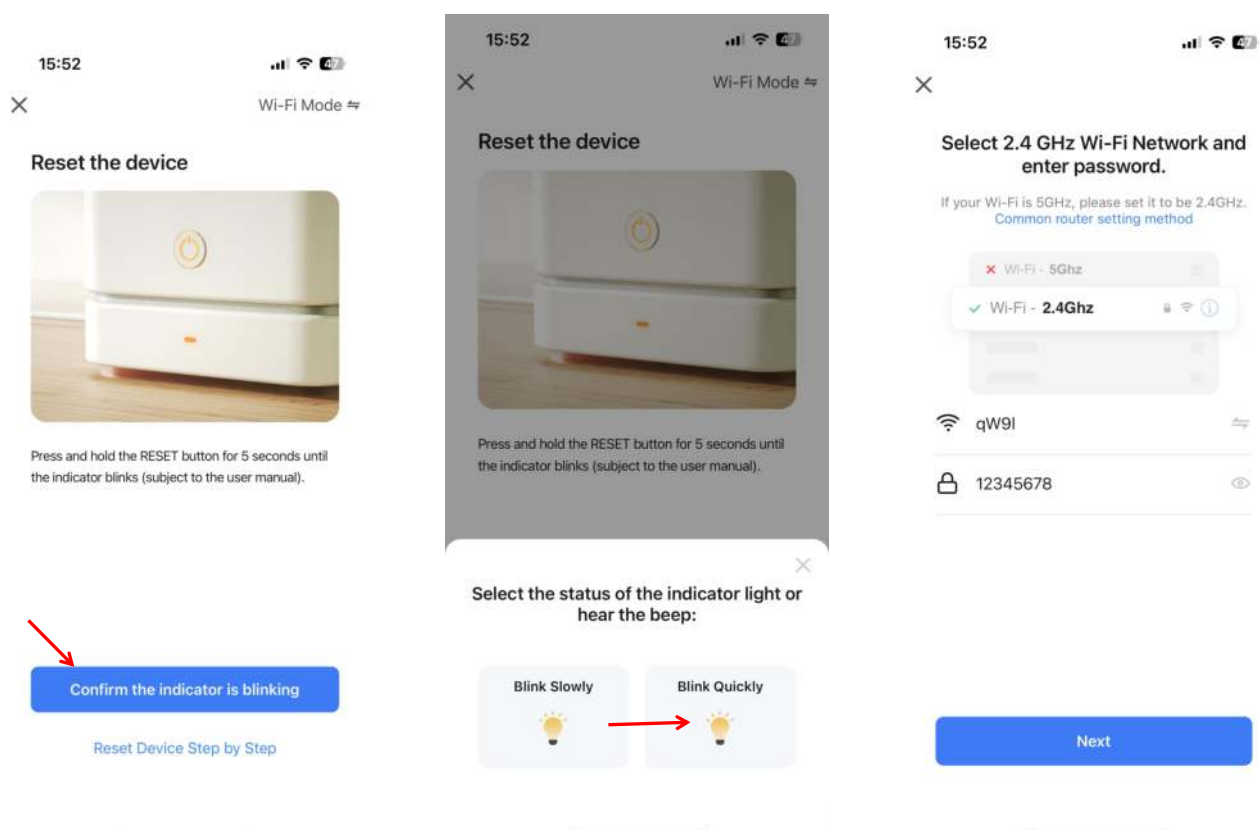 15:52
47
Wi-Fi Mode
Reset the device
Press and hold the RESET button for 5 seconds until
the indicator blinks (subject to the user manual).
Confirm the indicator is blinking
Reset Device Step by Step
15:52
47
Wi-Fi Mode
Reset the device
Press and hold the RESET button for 5 seconds until
the indicator blinks (subject to the user manual).
Select the status of the indicator light or
hear the beep:
Blink Slowly
Blink Quickly
15:52
47
Select 2.4 GHz Wi-Fi Network and
enter password.
If your Wi-Fi is 5GHz, please set it to be 2.4GHz.
Common router setting method
Wi-Fi - 5Ghz
Wi-Fi - 2.4Ghz
qW9l
12345678
Next